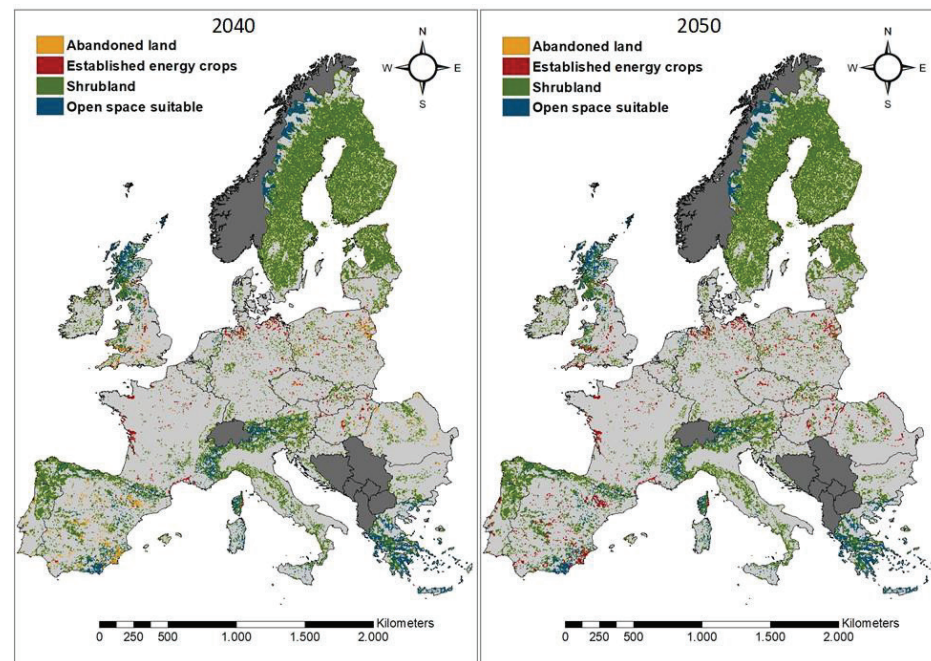 2040
Abandoned land
Established energy crops
Shrubland
Open space suitable
N
W E
S
0 250 500 1.000 1.500 2.000
Kilometers
2050
Abandoned land
Established energy crops
Shrubland
Open space suitable
N
W E
S
0 250 500 1.000 1.500 2.000
Kilometers